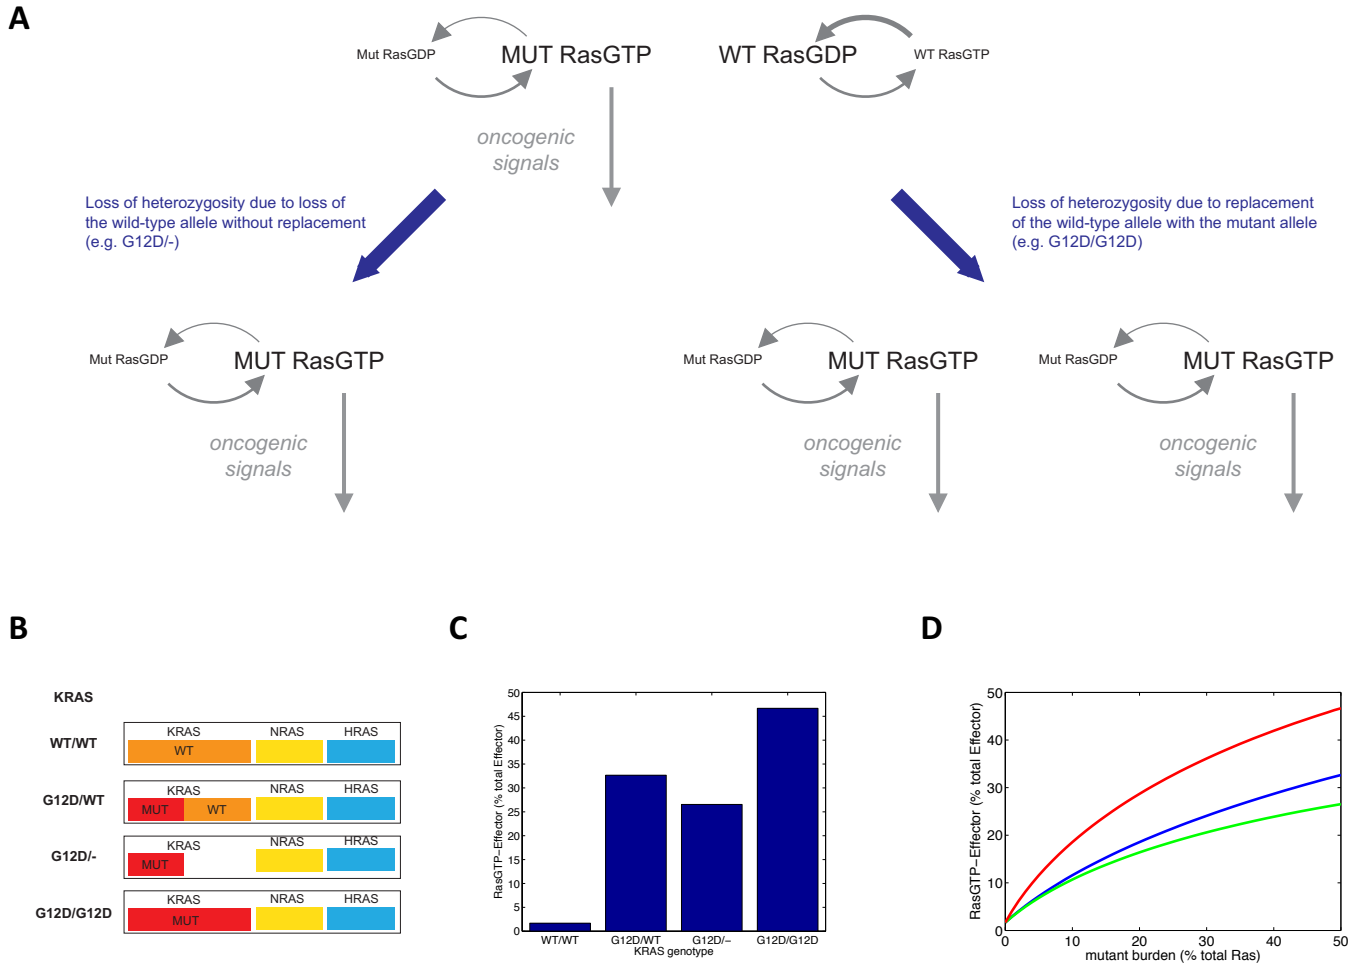 A
Mut RasGDP
MUT RasGTP
WT RasGDP
WT RasGTP
oncogenic
signals
Loss of heterozygosity due to loss of
the wild-type allele without replacement
(e.g. G12D/-)
Loss of heterozygosity due to replacement
of the wild-type allele with the mutant allele
(e.g. G12D/G12D)
Mut RasGDP
MUT RasGTP
Mut RasGDP
MUT RasGTP
Mut RasGDP
MUT RasGTP
oncogenic
signals
oncogenic
signals
oncogenic
signals
B
KRAS
WT/WT
KRAS
NRAS
HRAS
WT
G12D/WT
KRAS
NRAS
HRAS
MUT
WT
G12D/-
KRAS
NRAS
HRAS
MUT
G12D/G12D
KRAS
NRAS
HRAS
MUT
C
RasGTP-Effector (% total Effector)
50
45
40
35
30
25
20
15
10
5
0
WT/WT
G12D/WT
G12D/−
G12D/G12D
KRAS genotype
D
RasGTP-Effector (% total Effector)
50
40
30
20
10
0
0
10
20
30
40
50
mutant burden (% total Ras)